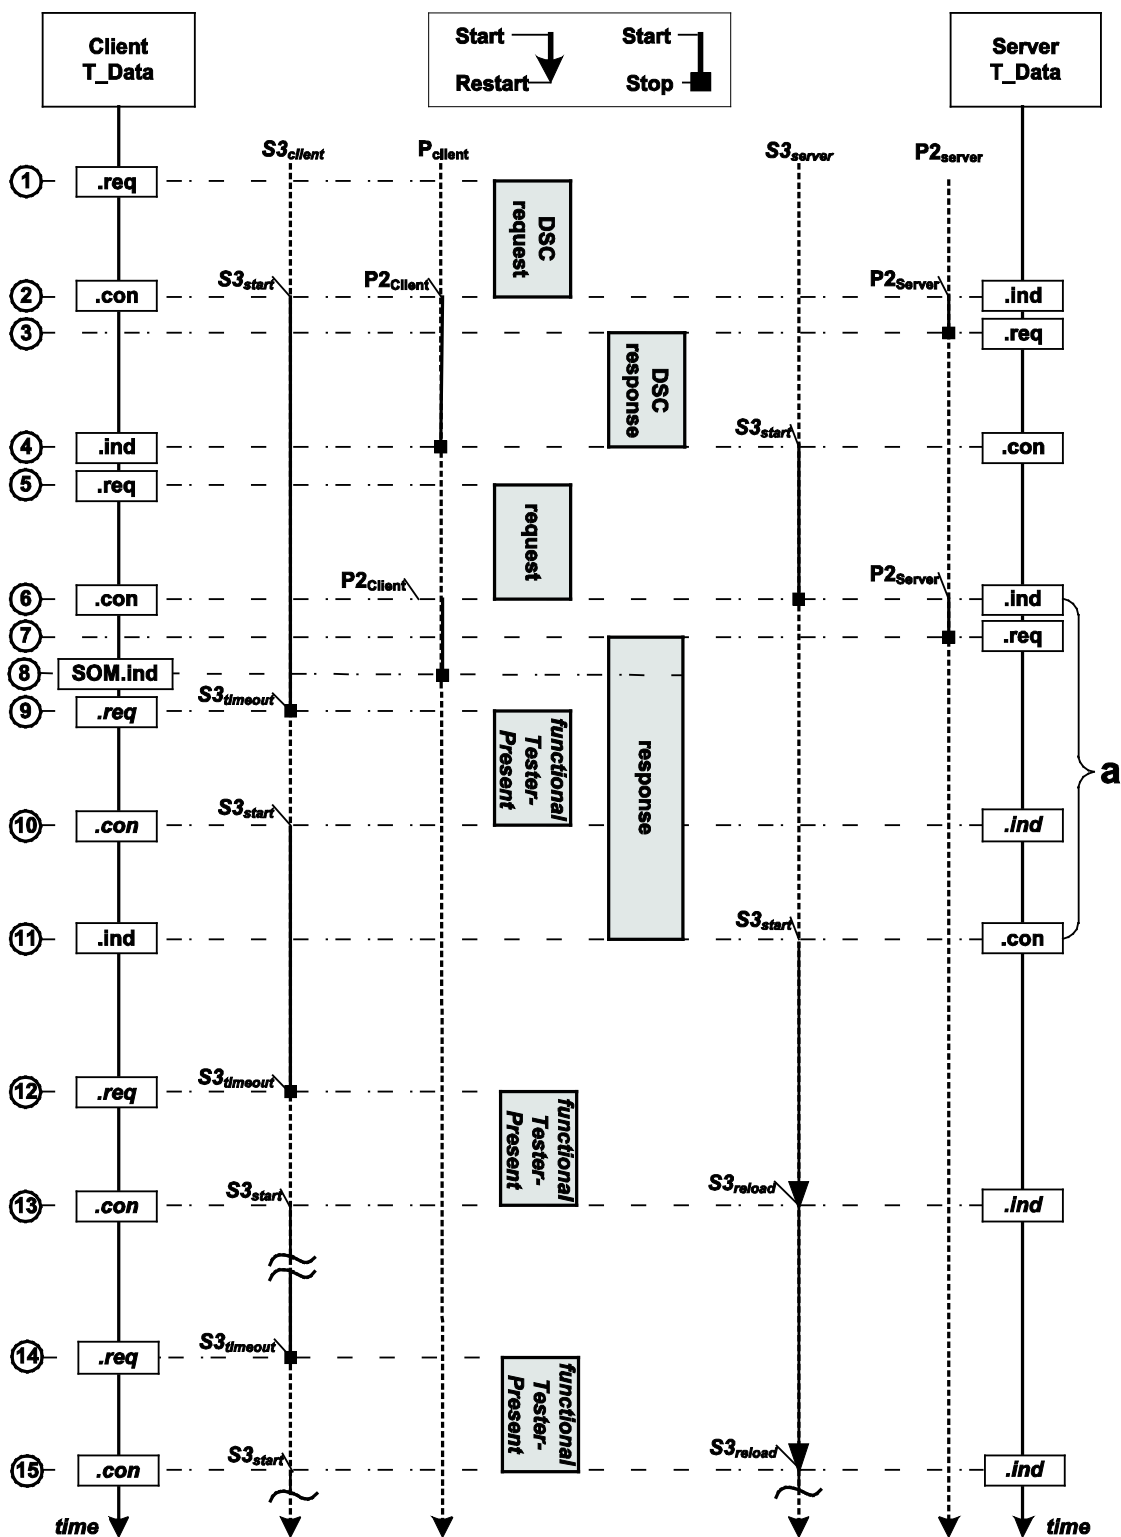 Client
T_Data
Start
Restart
Start
Stop
Server
T_Data
S3client
Pclient
S3server
P2server
1
.req
DSC
request
S3start
P2Client
P2Server
2
.con
.ind
3
.req
DSC
response
S3start
4
.ind
.con
5
.req
request
P2Client
P2Server
6
.con
.ind
7
.req
8
SOM.ind
S3timeout
9
.req
functional
Tester-
Present
response
a
S3start
10
.con
.ind
S3start
11
.ind
.con
S3timeout
12
.req
functional
Tester-
Present
S3start
S3reload
13
.con
.ind
S3timeout
14
.req
functional
Tester-
Present
S3start
S3reload
15
.con
.ind
time
time